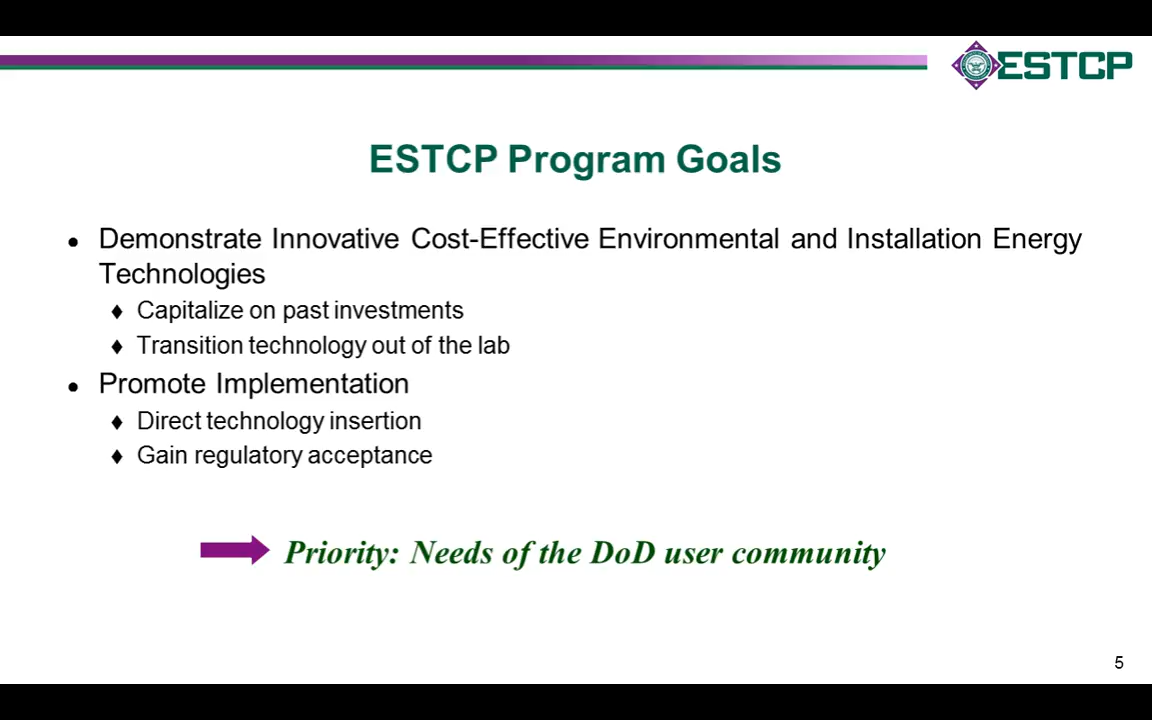 ESTCP
ESTCP Program Goals
● Demonstrate Innovative Cost-Effective Environmental and Installation Energy
Technologies
♦ Capitalize on past investments
♦ Transition technology out of the lab
● Promote Implementation
♦ Direct technology insertion
♦ Gain regulatory acceptance
Priority: Needs of the DoD user community
5